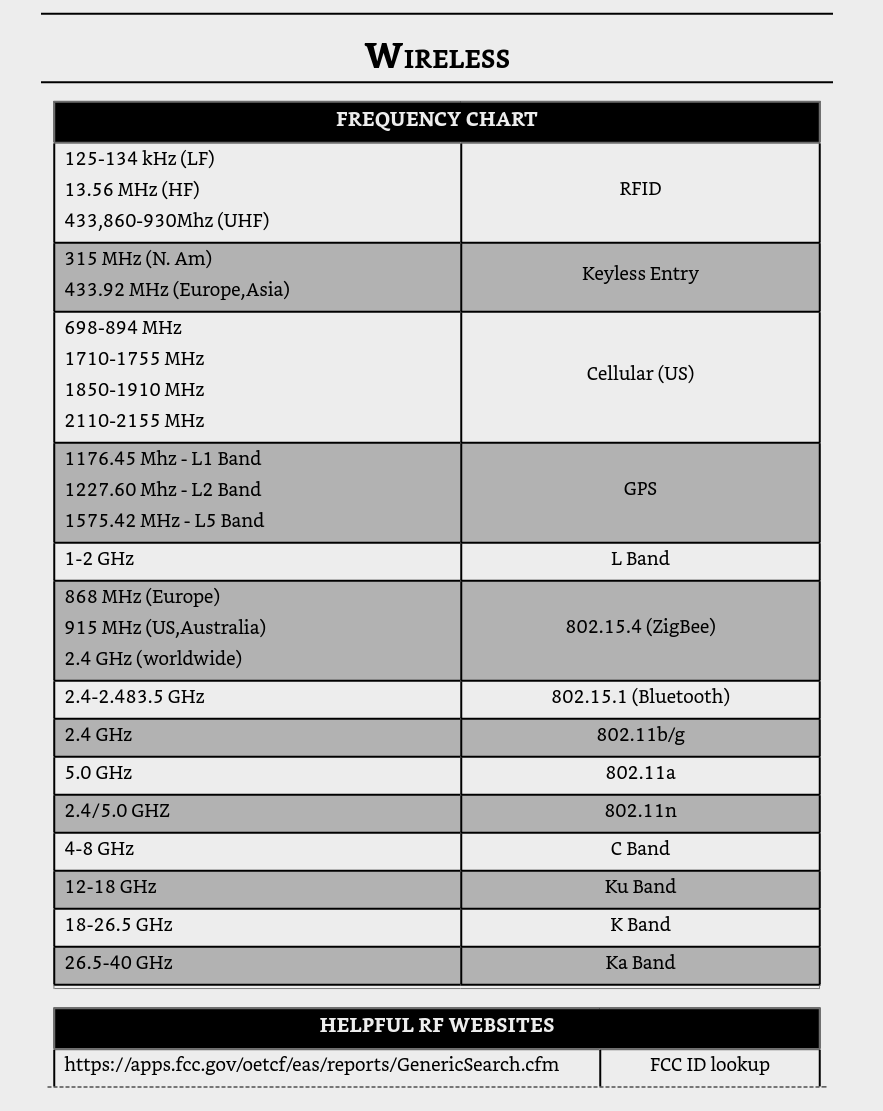 WIRELESS
FREQUENCY CHART
125-134 kHz (LF)
13.56 MHz (HF)
433,860-930Mhz (UHF)
RFID
315 MHz (N. Am)
433.92 MHz (Europe,Asia)
Keyless Entry
698-894 MHz
1710-1755 MHz
1850-1910 MHz
2110-2155 MHz
Cellular (US)
1176.45 Mhz - L1 Band
1227.60 Mhz - L2 Band
1575.42 MHz - L5 Band
GPS
1-2 GHz
L Band
868 MHz (Europe)
915 MHz (US,Australia)
2.4 GHz (worldwide)
802.15.4 (ZigBee)
2.4-2.483.5 GHz
802.15.1 (Bluetooth)
2.4 GHz
802.11b/g
5.0 GHz
802.11a
2.4/5.0 GHZ
802.11n
4-8 GHz
C Band
12-18 GHz
Ku Band
18-26.5 GHz
K Band
26.5-40 GHz
Ka Band
HELPFUL RF WEBSITES
https://apps.fcc.gov/oetcf/eas/reports/GenericSearch.cfm
FCC ID lookup